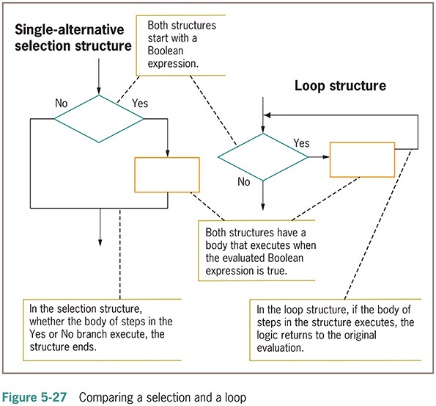 Single-alternative
selection structure
Both structures
start with a
Boolean
expression.
Loop structure
No
Yes
Yes
No
Both structures have a
body that executes when
the evaluated Boolean
expression is true.
In the selection structure,
whether the body of steps in the
Yes or No branch execute, the
structure ends.
In the loop structure, if the body of
steps in the structure executes, the
logic returns to the original
evaluation.
Figure 5-27 Comparing a selection and a loop